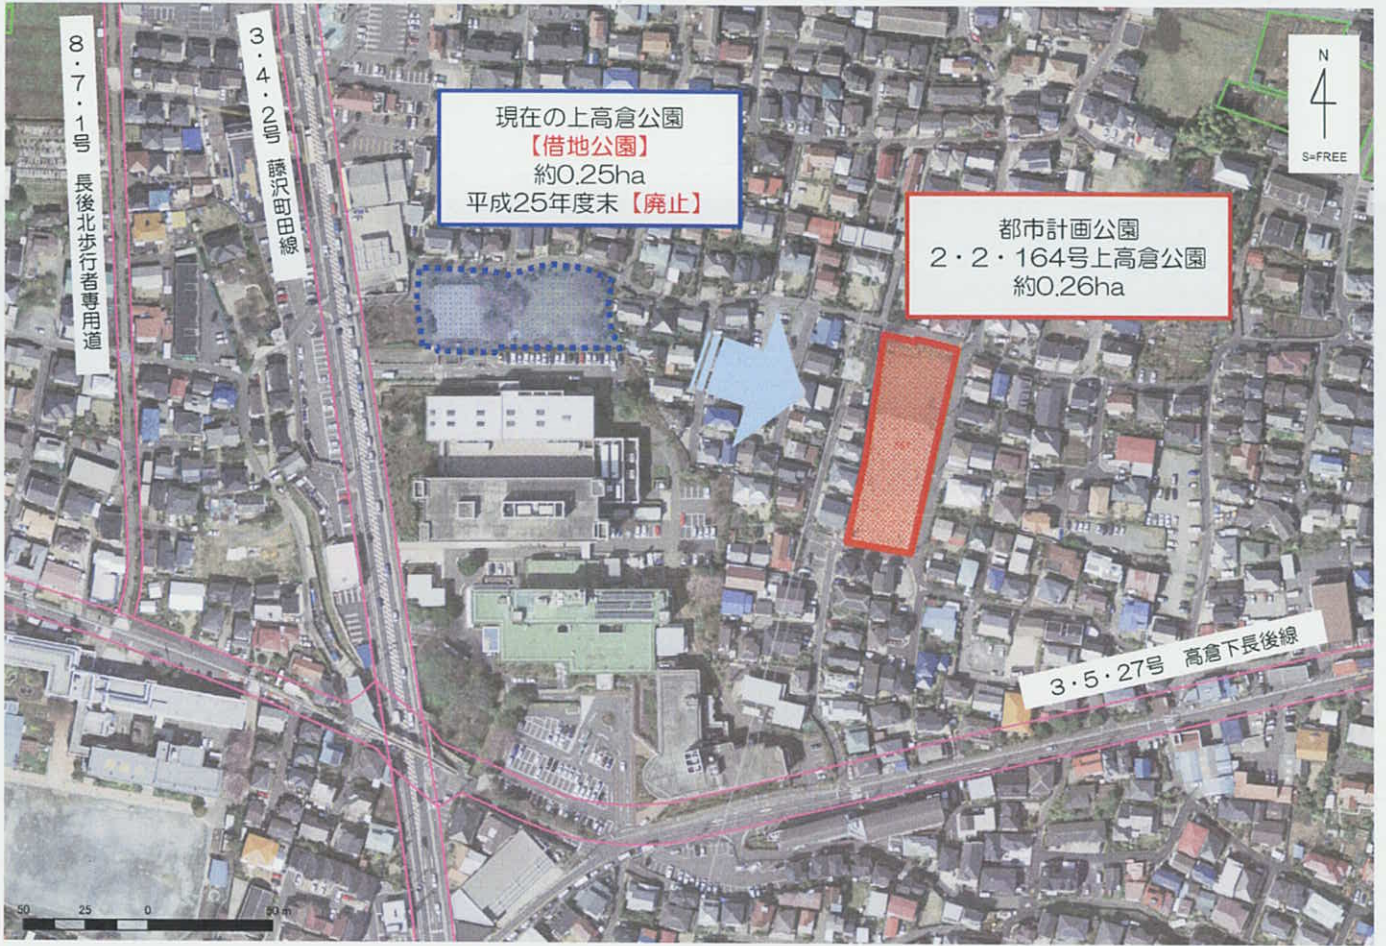 8・7・1号 長後北歩行者専用道
3・4・2号 藤沢町田線
現在の上高倉公園
【借地公園】
約0.25ha
平成25年度末【廃止】
都市計画公園
2・2・164号上高倉公園
約0.26ha
N
S=FREE
3・5・27号 高倉下長後線
50 25 0 50 m